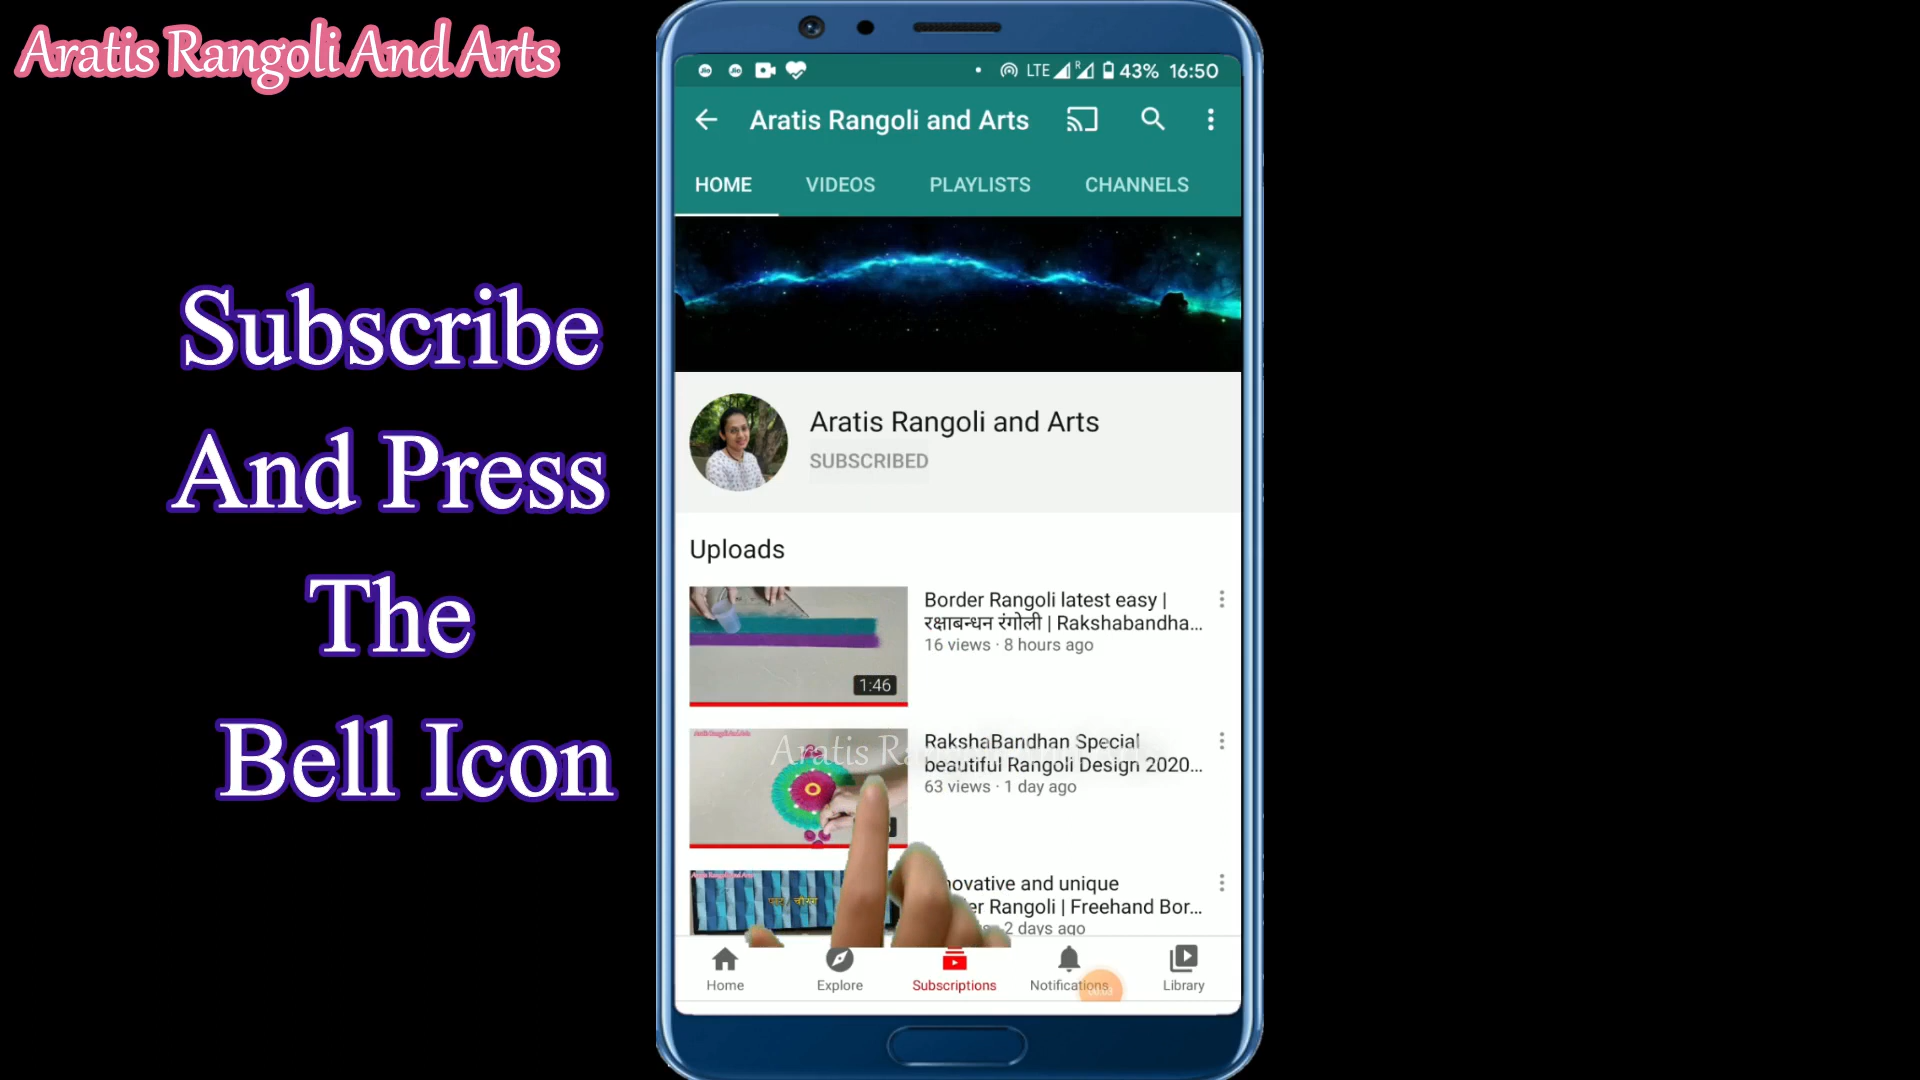 Aratis Rangoli And Arts
Subscribe
And Press
The
Bell Icon
LTE R 43% 16:50
Aratis Rangoli and Arts
HOME VIDEOS PLAYLISTS CHANNELS
Aratis Rangoli and Arts
SUBSCRIBED
Uploads
Border Rangoli latest easy |
रक्षाबन्धन रंगोली | Rakshabandha...
16 views · 8 hours ago
1:46
RakshaBandhan Special
beautiful Rangoli Design 2020...
63 views · 1 day ago
Aratis
ovative and unique
er Rangoli | Freehand Bor...
2 days ago
Home Explore Subscriptions Notifications Library